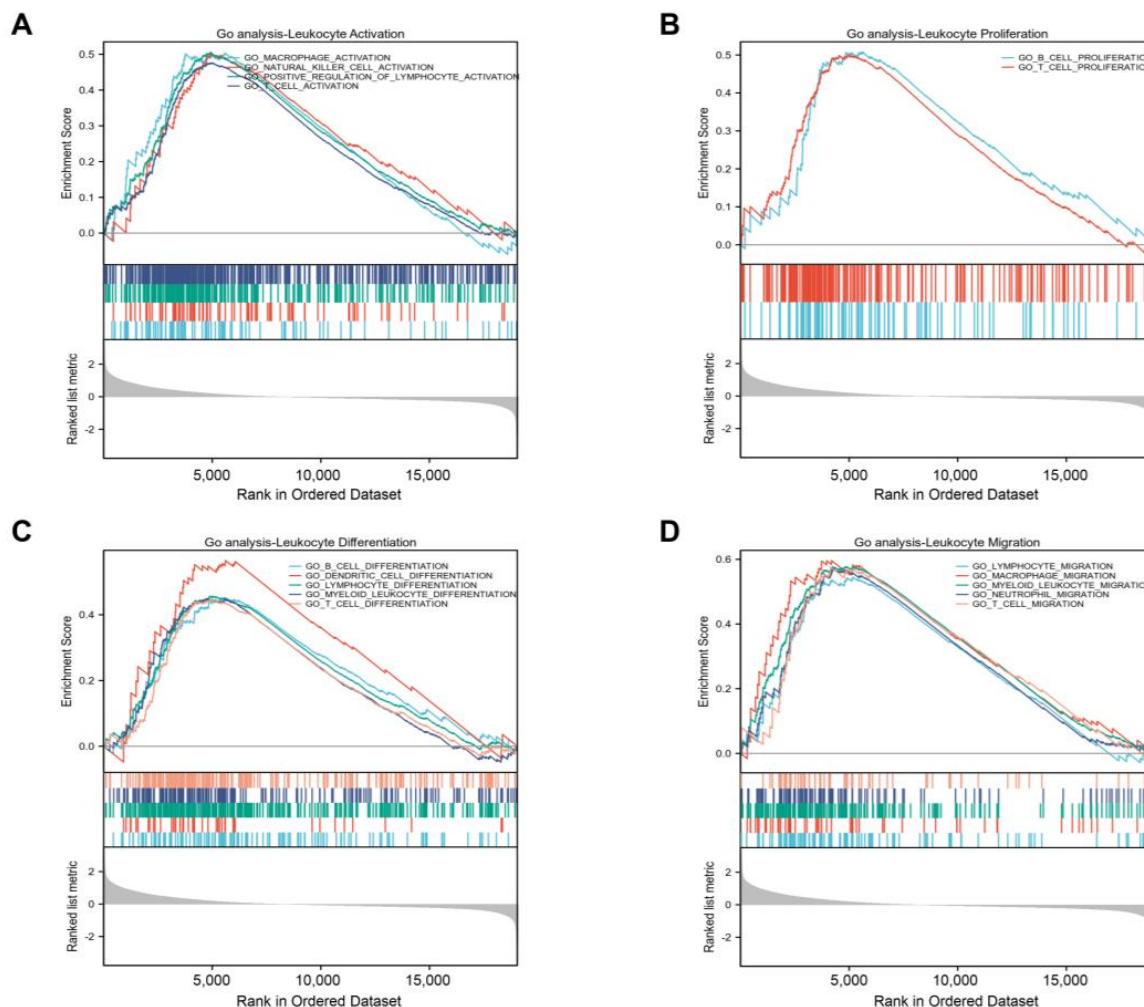 A
Go analysis-Leukocyte Activation
GO_MACROPHAGE_ACTIVATION
GO_NATURAL_KILLER_CELL_ACTIVATION
GO_POSITIVE_REGULATION_OF_LYMPHOCYTE_ACTIVATION
GO_T_CELL_ACTIVATION
Enrichment Score
0.5
0.4
0.3
0.2
0.1
0.0
Ranked list metric
2
0
-2
5,000 10,000 15,000
Rank in Ordered Dataset
B
Go analysis-Leukocyte Proliferation
GO_B_CELL_PROLIFERATION
GO_T_CELL_PROLIFERATION
Enrichment Score
0.5
0.4
0.3
0.2
0.1
0.0
Ranked list metric
2
0
-2
5,000 10,000 15,000
Rank in Ordered Dataset
C
Go analysis-Leukocyte Differentiation
GO_B_CELL_DIFFERENTIATION
GO_DENDRITIC_CELL_DIFFERENTIATION
GO_LYMPHOCYTE_DIFFERENTIATION
GO_MYELOID_LEUKOCYTE_DIFFERENTIATION
GO_T_CELL_DIFFERENTIATION
Enrichment Score
0.4
0.2
0.0
Ranked list metric
2
0
-2
5,000 10,000 15,000
Rank in Ordered Dataset
D
Go analysis-Leukocyte Migration
GO_LYMPHOCYTE_MIGRATION
GO_MACROPHAGE_MIGRATION
GO_MYELOID_LEUKOCYTE_MIGRATION
GO_NEUTROPHIL_MIGRATION
GO_T_CELL_MIGRATION
Enrichment Score
0.6
0.4
0.2
0.0
Ranked list metric
2
0
-2
5,000 10,000 15,000
Rank in Ordered Dataset